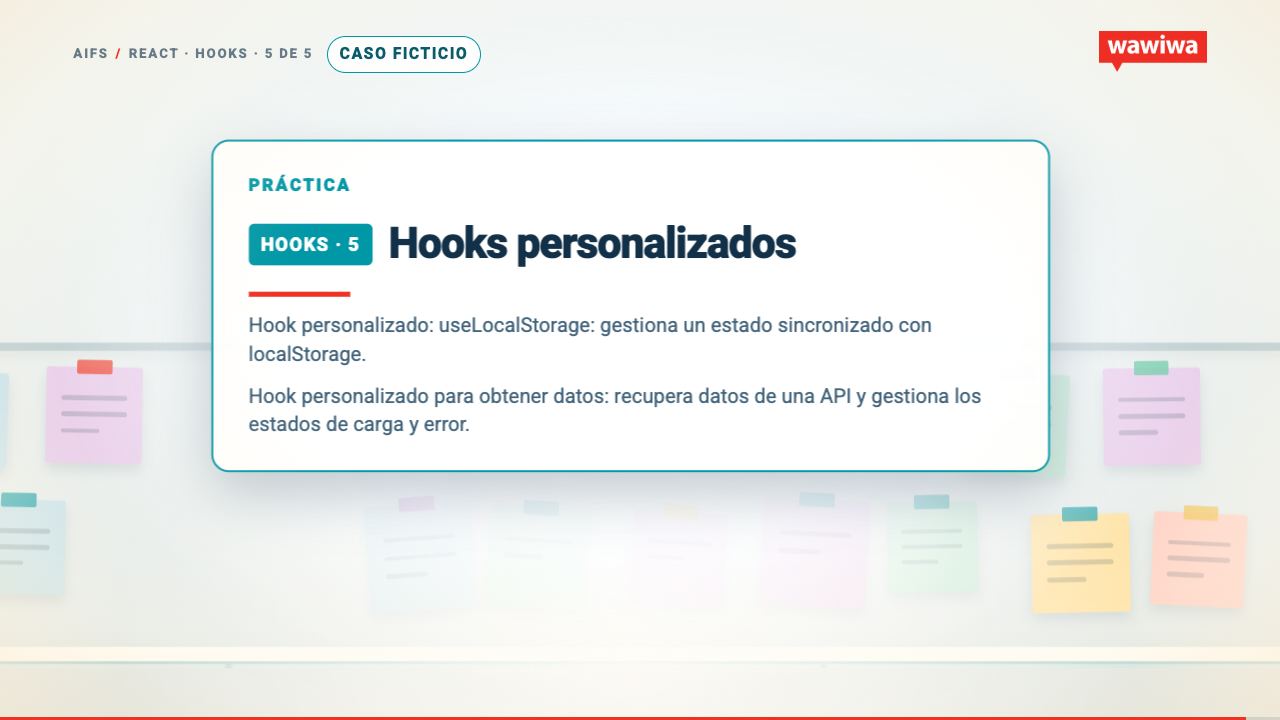 AIFS / REACT · HOOKS · 5 DE 5
CASO FICTICIO
wawiwa
PRÁCTICA
HOOKS · 5
Hooks personalizados
Hook personalizado: useLocalStorage: gestiona un estado sincronizado con
localStorage.
Hook personalizado para obtener datos: recupera datos de una API y gestiona los
estados de carga y error.